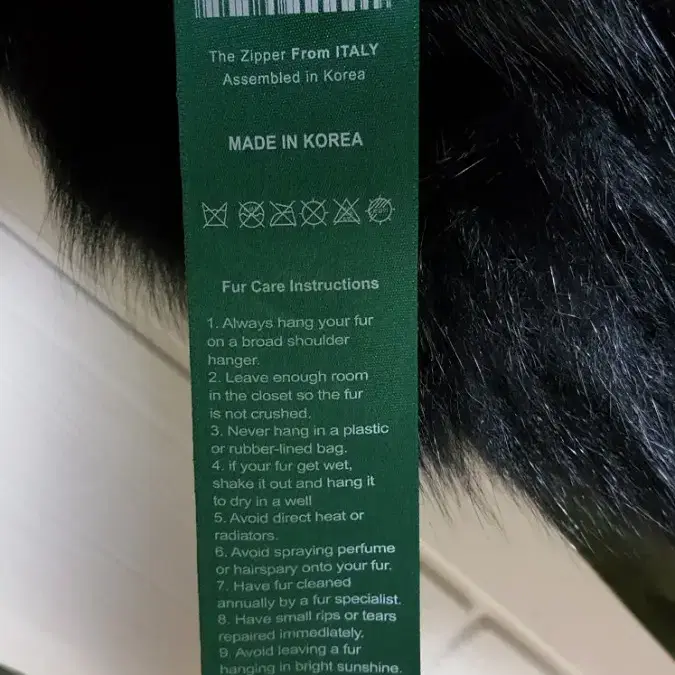 The Zipper From ITALY
Assembled in Korea
MADE IN KOREA
Fur Care Instructions
1. Always hang your fur
on a broad shoulder
hanger.
2. Leave enough room
in the closet so the fur
is not crushed.
3. Never hang in a plastic
or rubber-lined bag.
4. if your fur get wet,
shake it out and hang it
to dry in a well
5. Avoid direct heat or
radiators.
6. Avoid spraying perfume
or hairspary onto your fur.
7. Have fur cleaned
annually by a fur specialist.
8. Have small rips or tears
repaired immediately.
9. Avoid leaving a fur
hanging in bright sunshine.